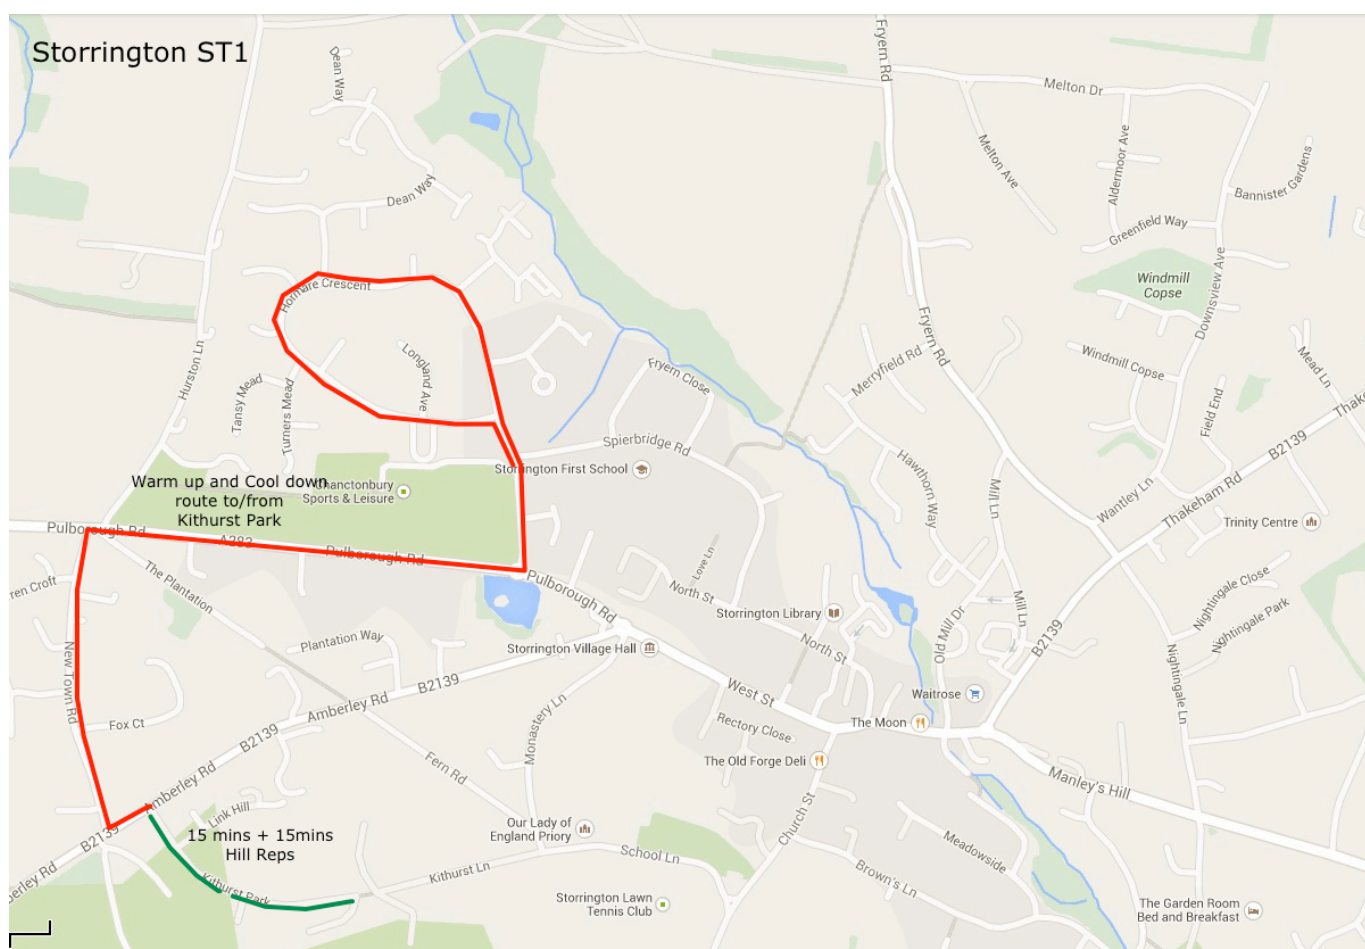 Storrington ST1
Fryern Rd
Dean Way
Melton Dr
Melton Ave
Aldermoor Ave
Bannister Gardens
Dean Way
Greenfield Way
Windmill
Copse
Downsview Ave
Holmare Crescent
Hurston Ln
Fryern Rd
Longland Ave
Fryern Close
Merryfield Rd
Windmill Copse
Mead Ln
Tansy Mead
Turners Mead
Field End
Spierbridge Rd
B2139
Storrington First School
Hawthorn Way
Mill Ln
Wantley Ln
Thakeham Rd
Warm up and Cool down
route to/from
Kithurst Park
Chanctonbury
Sports & Leisure
Trinity Centre
Pulborough Rd
A283
Pulborough Rd
Love Ln
The Plantation
Pulborough Rd
North St
Storrington Library
Old Mill Dr
Mill Ln
Nightingale Close
Nightingale Park
B2139
New Town Rd
Plantation Way
Storrington Village Hall
North St
Nightingale Ln
Amberley Rd
B2139
West St
Waitrose
The Moon
Fox Ct
B2139
Monastery Ln
Rectory Close
The Old Forge Deli
Fern Rd
Manley's Hill
Amberley Rd
Link Hill
B2139
15 mins + 15mins
Hill Reps
Our Lady of
England Priory
Church St
Meadowside
School Ln
Kithurst Park
Kithurst Ln
Brown's Ln
Storrington Lawn
Tennis Club
The Garden Room
Bed and Breakfast